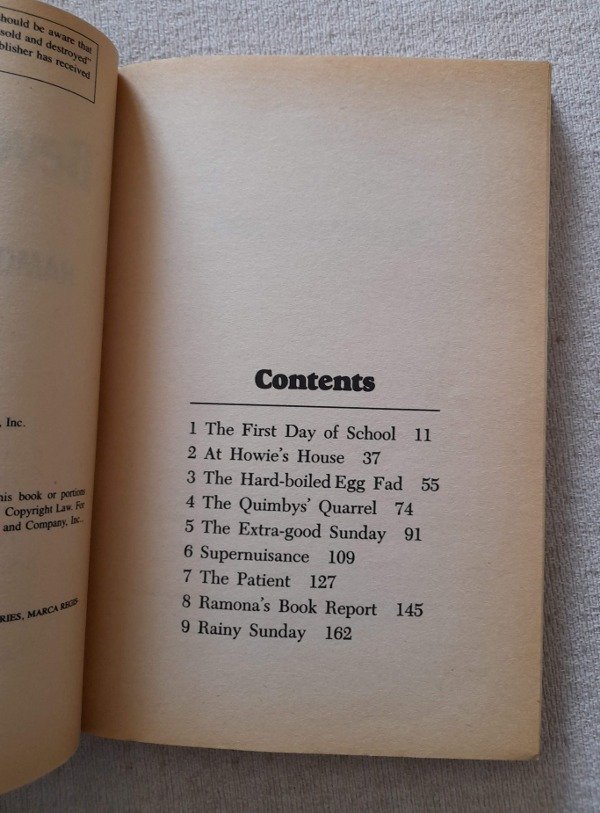 hould be aware that
sold and destroyed"
blisher has received
, Inc.
his book or portions
Copyright Law. For
and Company, Inc.,
RIES, MARCA REGIS
Contents
1 The First Day of School 11
2 At Howie's House 37
3 The Hard-boiled Egg Fad 55
4 The Quimbys' Quarrel 74
5 The Extra-good Sunday 91
6 Supernuisance 109
7 The Patient 127
8 Ramona's Book Report 145
9 Rainy Sunday 162